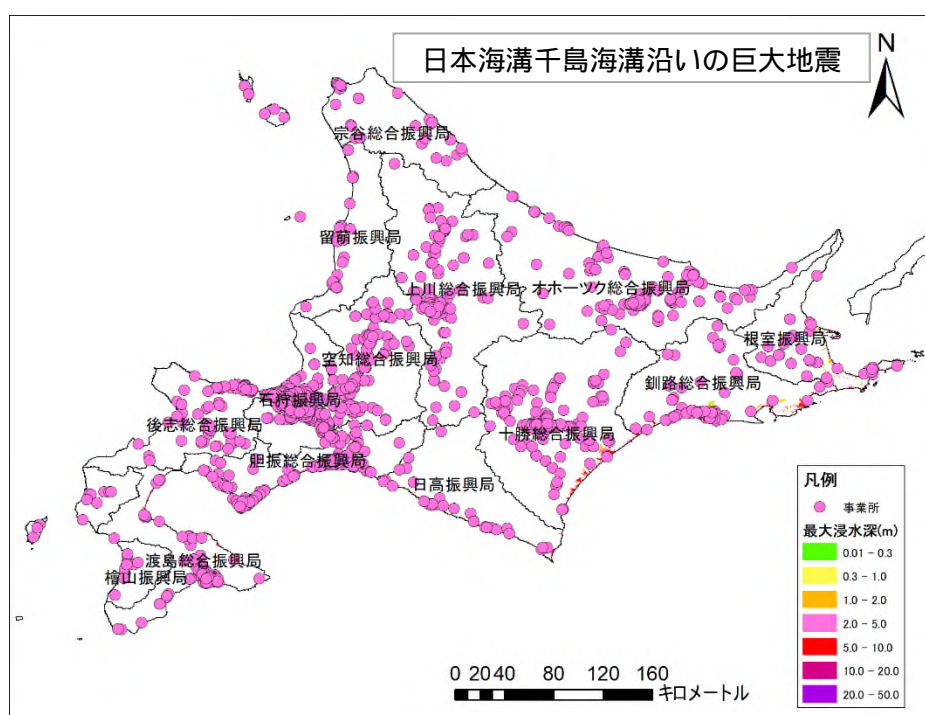 日本海溝千島海溝沿いの巨大地震
N
宗谷総合振興局
留萌振興局
上川総合振興局
オホーツク総合振興局
根室振興局
空知総合振興局
釧路総合振興局
石狩振興局
後志総合振興局
十勝総合振興局
胆振総合振興局
日高振興局
渡島総合振興局
檜山振興局
凡例
事業所
最大浸水深(m)
0.01 - 0.3
0.3 - 1.0
1.0 - 2.0
2.0 - 5.0
5.0 - 10.0
10.0 - 20.0
20.0 - 50.0
0 20 40 80 120 160
キロメートル